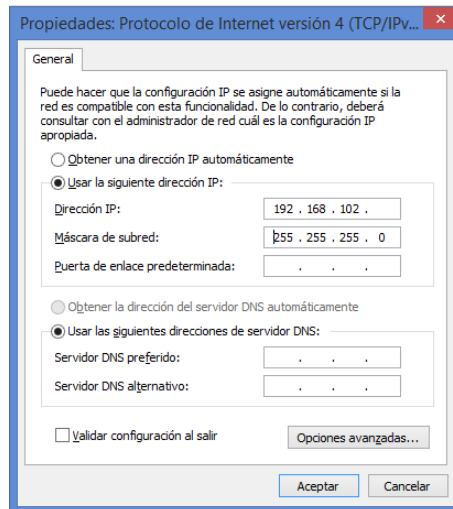 Propiedades: Protocolo de Internet versión 4 (TCP/IPv...
General
Puede hacer que la configuración IP se asigne automáticamente si la
red es compatible con esta funcionalidad. De lo contrario, deberá
consultar con el administrador de red cuál es la configuración IP
apropiada.
Obtener una dirección IP automáticamente
Usar la siguiente dirección IP:
Dirección IP: 192 . 168 . 102 .
Máscara de subred: 255 . 255 . 255 . 0
Puerta de enlace predeterminada: . . .
Obtener la dirección del servidor DNS automáticamente
Usar las siguientes direcciones de servidor DNS:
Servidor DNS preferido: . . .
Servidor DNS alternativo: . . .
Validar configuración al salir Opciones avanzadas...
Aceptar Cancelar